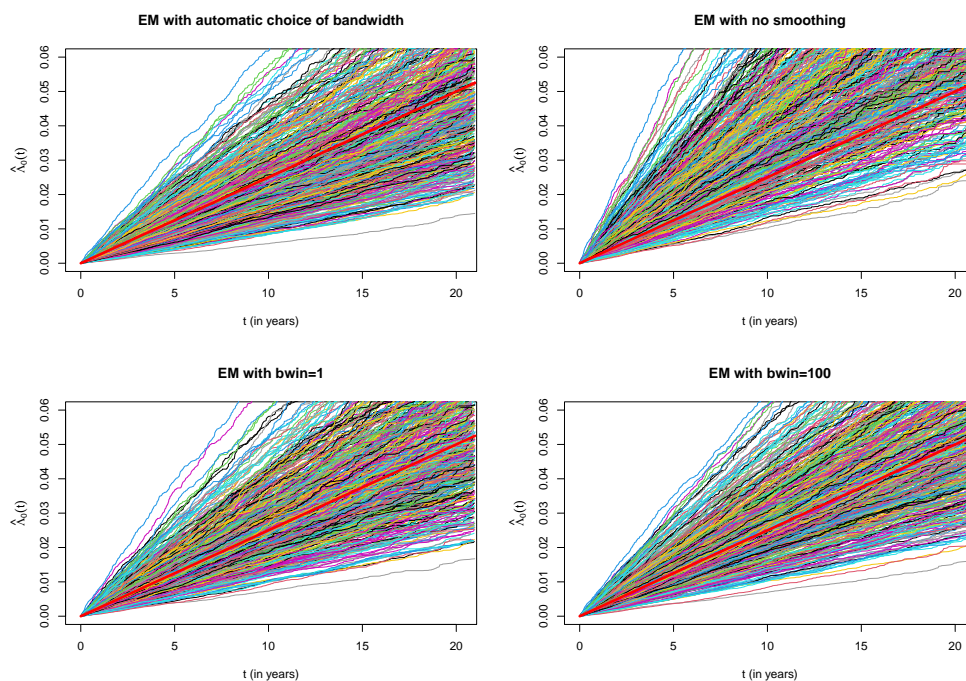 EM with automatic choice of bandwidth
0.06
0.05
0.04
0.03
0.02
0.01
0.00
Λ̂₀(t)
0 5 10 15 20
t (in years)
EM with no smoothing
0.06
0.05
0.04
0.03
0.02
0.01
0.00
Λ̂₀(t)
0 5 10 15 20
t (in years)
EM with bwin=1
0.06
0.05
0.04
0.03
0.02
0.01
0.00
Λ̂₀(t)
0 5 10 15 20
t (in years)
EM with bwin=100
0.06
0.05
0.04
0.03
0.02
0.01
0.00
Λ̂₀(t)
0 5 10 15 20
t (in years)